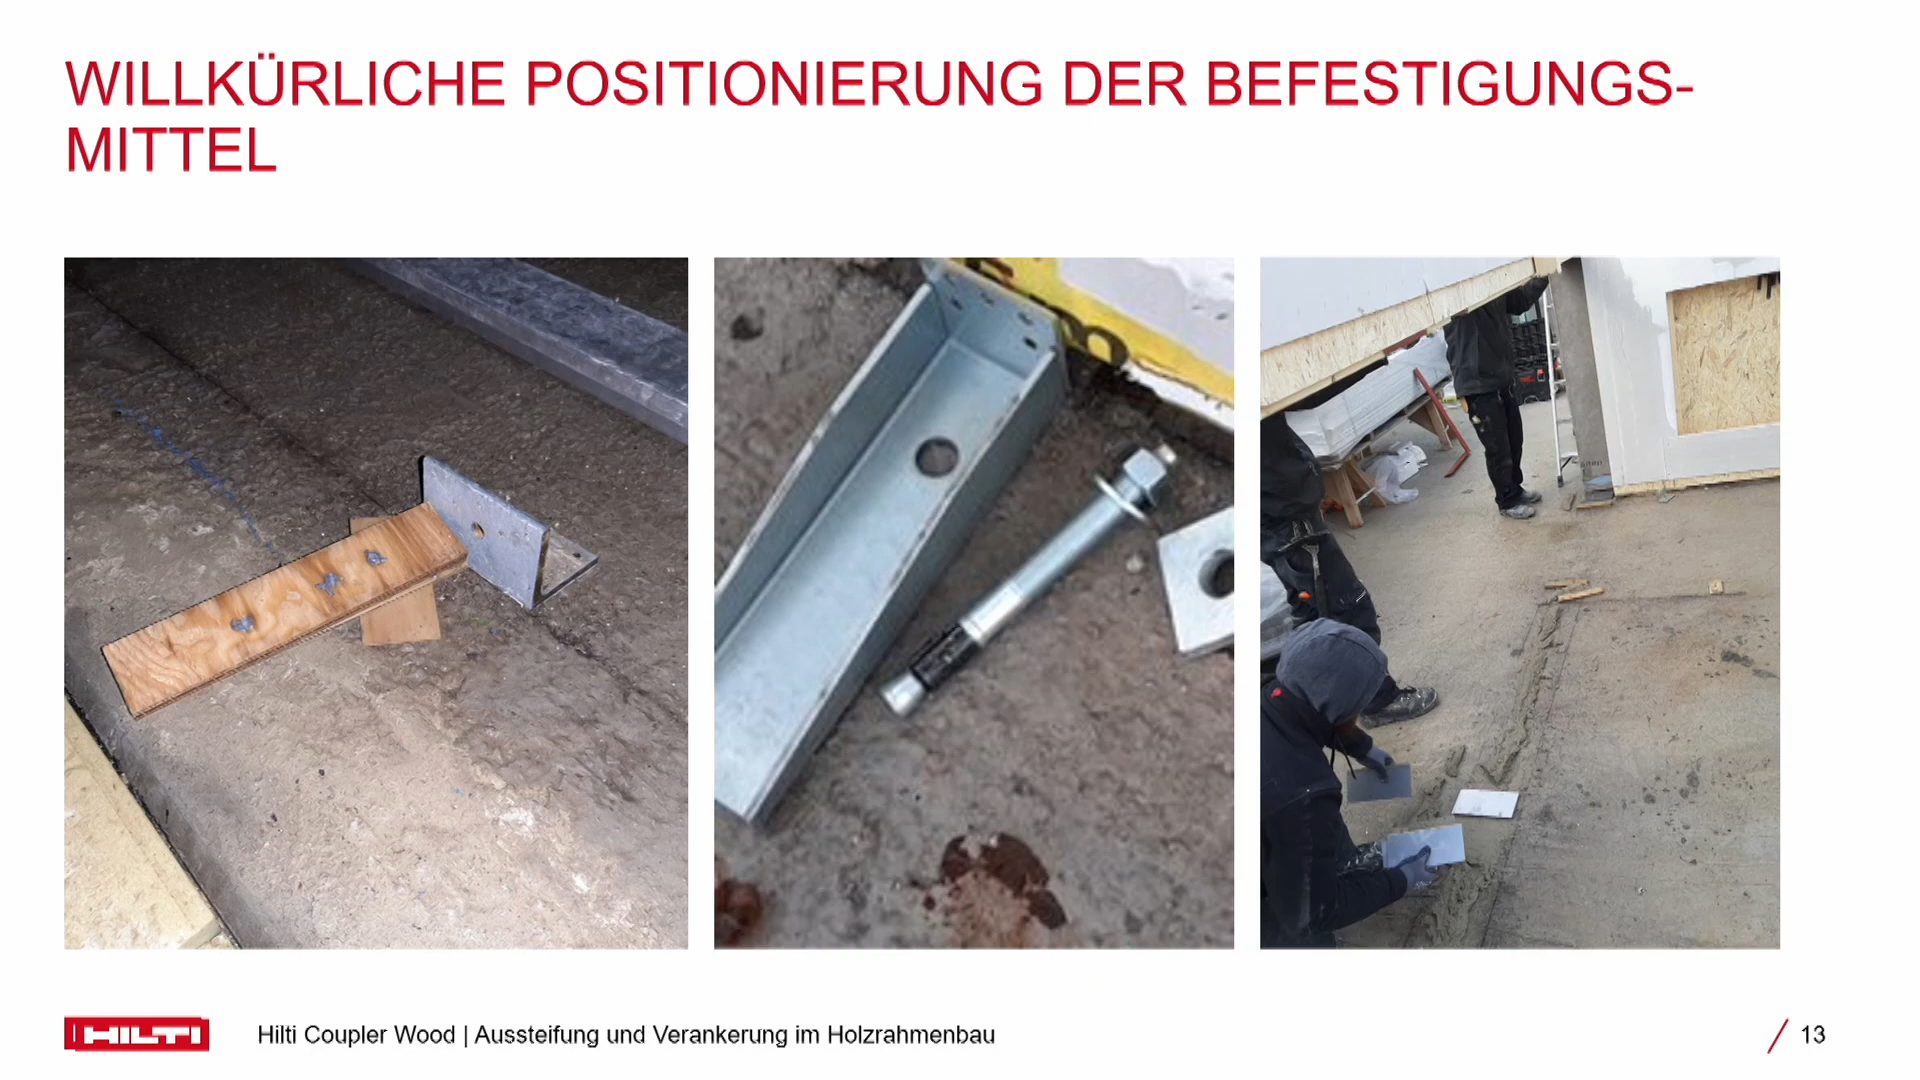 WILLKÜRLICHE POSITIONIERUNG DER BEFESTIGUNGS-
MITTEL
HILTI
Hilti Coupler Wood | Aussteifung und Verankerung im Holzrahmenbau
13